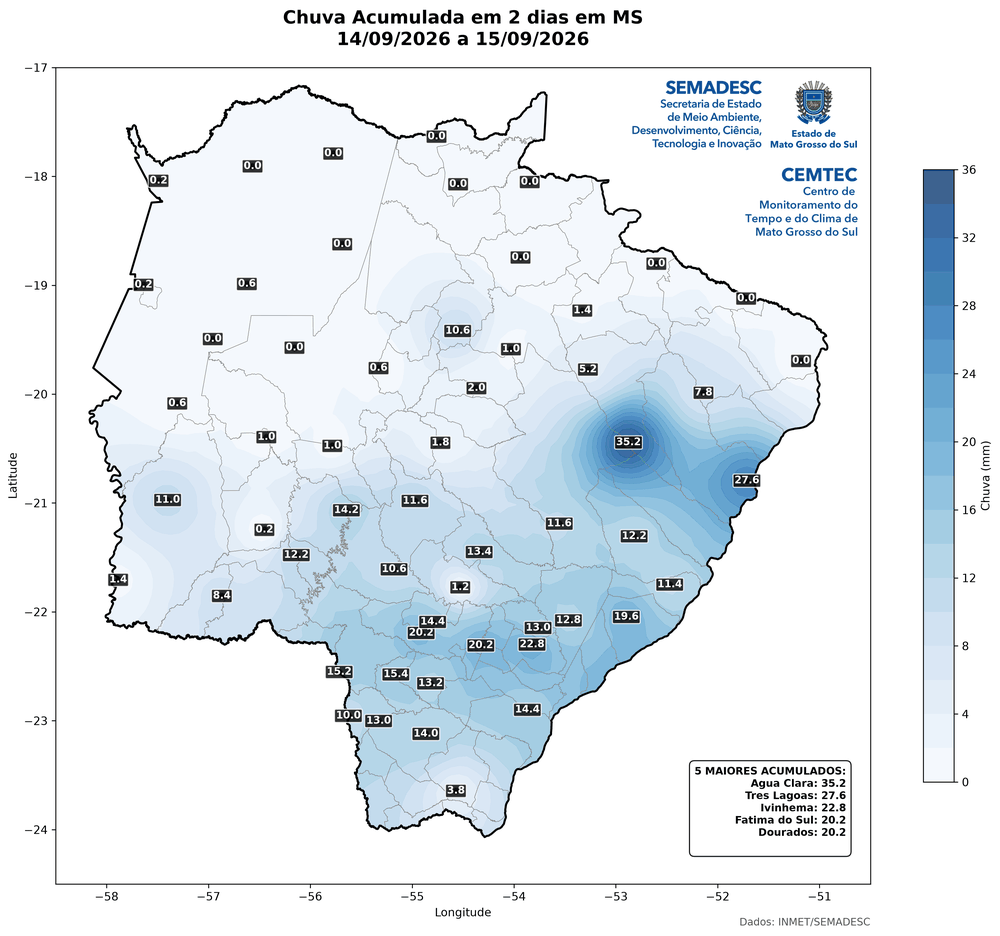 Chuva Acumulada em 2 dias em MS
14/09/2026 a 15/09/2026
SEMADESC
Secretaria de Estado
de Meio Ambiente,
Desenvolvimento, Ciência,
Tecnologia e Inovação
Estado de
Mato Grosso do Sul
CEMTEC
Centro de
Monitoramento do
Tempo e do Clima de
Mato Grosso do Sul
−17
−18
−19
−20
−21
−22
−23
−24
Latitude
0.0
0.0
0.0
0.2
0.0
0.0
0.0
0.0
0.0
0.2
0.6
0.0
1.4
10.6
0.0
0.0
1.0
0.0
0.6
5.2
2.0
7.8
0.6
1.0
1.0
1.8
35.2
27.6
11.0
11.6
14.2
11.6
0.2
12.2
13.4
12.2
10.6
1.4
1.2
11.4
8.4
14.4
20.2
13.0
12.8
19.6
20.2
22.8
15.2
15.4
13.2
10.0
13.0
14.4
14.0
3.8
5 MAIORES ACUMULADOS:
Agua Clara: 35.2
Tres Lagoas: 27.6
Ivinhema: 22.8
Fatima do Sul: 20.2
Dourados: 20.2
−58 −57 −56 −55 −54 −53 −52 −51
Longitude
36
32
28
24
20
16
12
8
4
0
Chuva (mm)
Dados: INMET/SEMADESC